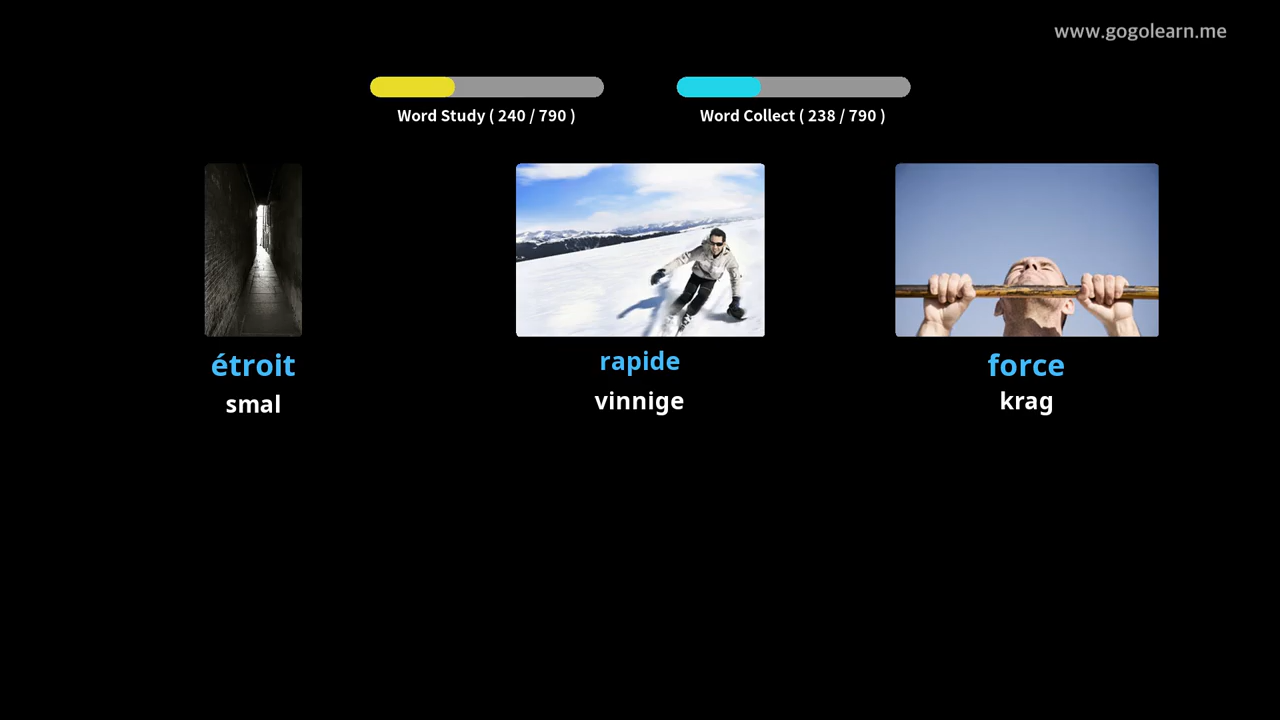 www.gogolearn.me
Word Study ( 240 / 790 )
Word Collect ( 238 / 790 )
étroit
smal
rapide
vinnige
force
krag